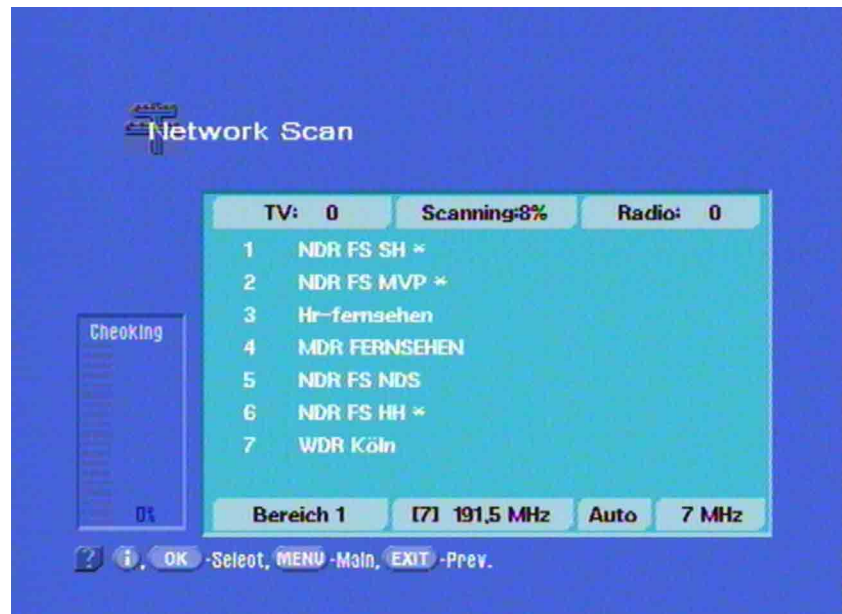 Network Scan
TV: 0 Scanning:8% Radio: 0
1 NDR FS SH *
2 NDR FS MVP *
3 Hr-fernsehen
4 MDR FERNSEHEN
5 NDR FS NDS
6 NDR FS HH *
7 WDR Köln
Checking
0%
Bereich 1 [7] 191,5 MHz Auto 7 MHz
? i, OK -Select, MENU -Main, EXIT -Prev.